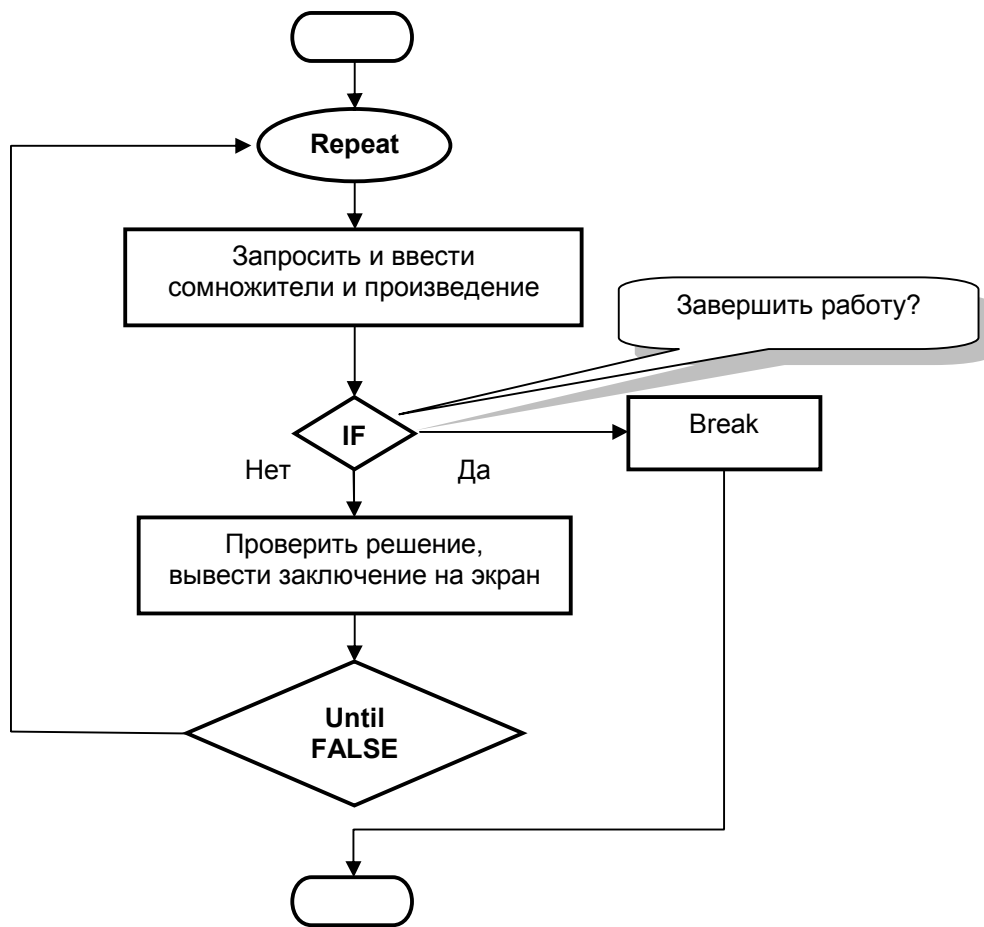 Repeat
Запросить и ввести
сомножители и произведение
Завершить работу?
IF
Break
Нет
Да
Проверить решение,
вывести заключение на экран
Until
FALSE